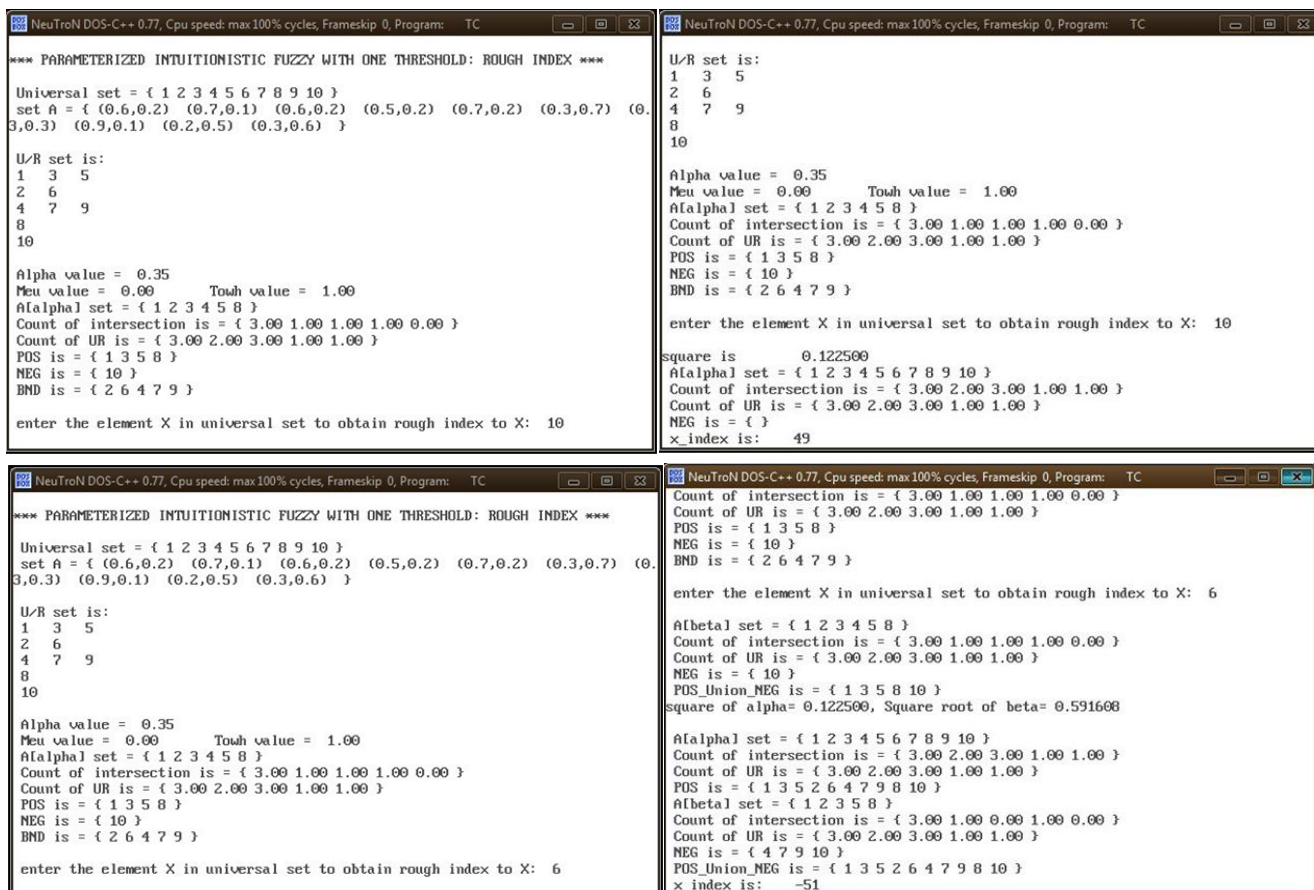 NeuTroN DOS-C++ 0.77, Cpu speed: max 100% cycles, Frameskip 0, Program: TC
*** PARAMETERIZED INTUITIONISTIC FUZZY WITH ONE THRESHOLD: ROUGH INDEX ***
Universal set = { 1 2 3 4 5 6 7 8 9 10 }
set A = { (0.6,0.2) (0.7,0.1) (0.6,0.2) (0.5,0.2) (0.7,0.2) (0.3,0.7) (0.
3,0.3) (0.9,0.1) (0.2,0.5) (0.3,0.6) }
U/R set is:
1 3 5
2 6
4 7 9
8
10
Alpha value = 0.35
Meu value = 0.00 Towh value = 1.00
A[alpha] set = { 1 2 3 4 5 8 }
Count of intersection is = { 3.00 1.00 1.00 1.00 0.00 }
Count of UR is = { 3.00 2.00 3.00 1.00 1.00 }
POS is = { 1 3 5 8 }
NEG is = { 10 }
BND is = { 2 6 4 7 9 }
enter the element X in universal set to obtain rough index to X: 10
NeuTroN DOS-C++ 0.77, Cpu speed: max 100% cycles, Frameskip 0, Program: TC
U/R set is:
1 3 5
2 6
4 7 9
8
10
Alpha value = 0.35
Meu value = 0.00 Towh value = 1.00
A[alpha] set = { 1 2 3 4 5 8 }
Count of intersection is = { 3.00 1.00 1.00 1.00 0.00 }
Count of UR is = { 3.00 2.00 3.00 1.00 1.00 }
POS is = { 1 3 5 8 }
NEG is = { 10 }
BND is = { 2 6 4 7 9 }
enter the element X in universal set to obtain rough index to X: 10
square is 0.122500
A[alpha] set = { 1 2 3 4 5 6 7 8 9 10 }
Count of intersection is = { 3.00 2.00 3.00 1.00 1.00 }
Count of UR is = { 3.00 2.00 3.00 1.00 1.00 }
NEG is = { }
x_index is: 49
NeuTroN DOS-C++ 0.77, Cpu speed: max 100% cycles, Frameskip 0, Program: TC
*** PARAMETERIZED INTUITIONISTIC FUZZY WITH ONE THRESHOLD: ROUGH INDEX ***
Universal set = { 1 2 3 4 5 6 7 8 9 10 }
set A = { (0.6,0.2) (0.7,0.1) (0.6,0.2) (0.5,0.2) (0.7,0.2) (0.3,0.7) (0.
3,0.3) (0.9,0.1) (0.2,0.5) (0.3,0.6) }
U/R set is:
1 3 5
2 6
4 7 9
8
10
Alpha value = 0.35
Meu value = 0.00 Towh value = 1.00
A[alpha] set = { 1 2 3 4 5 8 }
Count of intersection is = { 3.00 1.00 1.00 1.00 0.00 }
Count of UR is = { 3.00 2.00 3.00 1.00 1.00 }
POS is = { 1 3 5 8 }
NEG is = { 10 }
BND is = { 2 6 4 7 9 }
enter the element X in universal set to obtain rough index to X: 6
NeuTroN DOS-C++ 0.77, Cpu speed: max 100% cycles, Frameskip 0, Program: TC
Count of intersection is = { 3.00 1.00 1.00 1.00 0.00 }
Count of UR is = { 3.00 2.00 3.00 1.00 1.00 }
POS is = { 1 3 5 8 }
NEG is = { 10 }
BND is = { 2 6 4 7 9 }
enter the element X in universal set to obtain rough index to X: 6
A[beta] set = { 1 2 3 4 5 8 }
Count of intersection is = { 3.00 1.00 1.00 1.00 0.00 }
Count of UR is = { 3.00 2.00 3.00 1.00 1.00 }
NEG is = { 10 }
POS_Union_NEG is = { 1 3 5 8 10 }
square of alpha= 0.122500, Square root of beta= 0.591608
A[alpha] set = { 1 2 3 4 5 6 7 8 9 10 }
Count of intersection is = { 3.00 2.00 3.00 1.00 1.00 }
Count of UR is = { 3.00 2.00 3.00 1.00 1.00 }
POS is = { 1 3 5 2 6 4 7 9 8 10 }
A[beta] set = { 1 2 3 5 8 }
Count of intersection is = { 3.00 1.00 0.00 1.00 0.00 }
Count of UR is = { 3.00 2.00 3.00 1.00 1.00 }
NEG is = { 4 7 9 10 }
POS_Union_NEG is = { 1 3 5 2 6 4 7 9 8 10 }
x_index is: -51